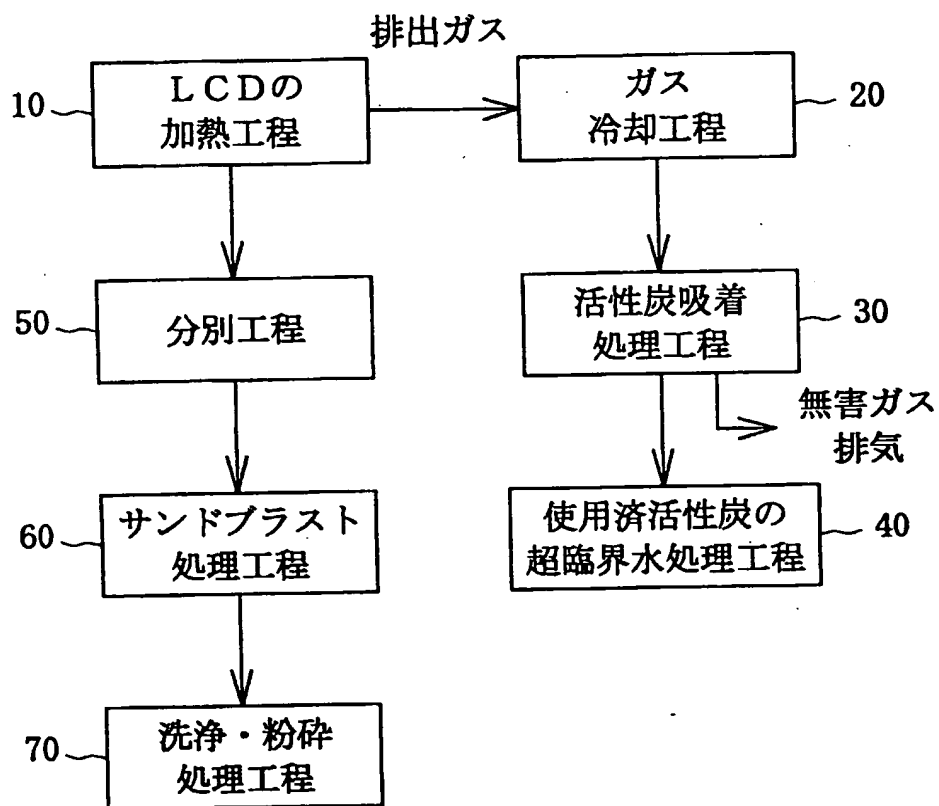 排出ガス
10
LCDの
加熱工程
ガス
冷却工程
20
50
分別工程
活性炭吸着
処理工程
30
無害ガス
排気
60
サンドブラスト
処理工程
使用済活性炭の
超臨界水処理工程
40
70
洗浄・粉砕
処理工程